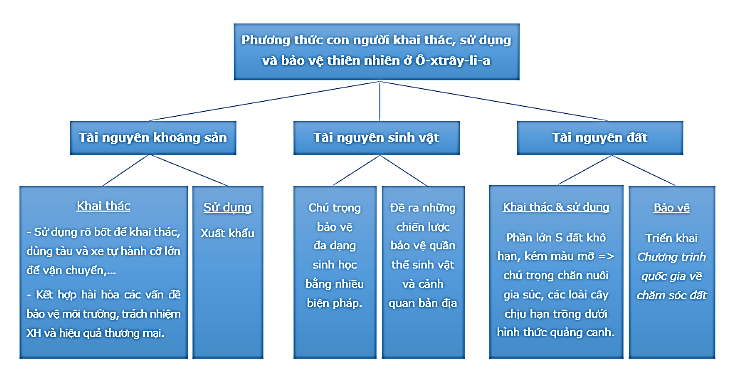 Phương thức con người khai thác, sử dụng
và bảo vệ thiên nhiên ở Ô-xtrây-li-a
Tài nguyên khoáng sản
Tài nguyên sinh vật
Tài nguyên đất
Khai thác
- Sử dụng rô bốt để khai thác,
dùng tàu và xe tự hành cỡ lớn
để vận chuyển,...
- Kết hợp hài hòa các vấn đề
bảo vệ môi trường, trách nhiệm
XH và hiệu quả thương mại.
Sử dụng
Xuất khẩu
Chú trọng
bảo vệ
đa dạng
sinh học
bằng nhiều
biện pháp.
Đề ra những
chiến lược
bảo vệ quần
thể sinh vật
và cảnh
quan bản địa
Khai thác & sử dụng
Phần lớn S đất khô
hạn, kém màu mỡ =>
chú trọng chăn nuôi
gia súc, các loài cây
chịu hạn trồng dưới
hình thức quảng canh.
Bảo vệ
Triển khai
Chương trình
quốc gia về
chăm sóc đất